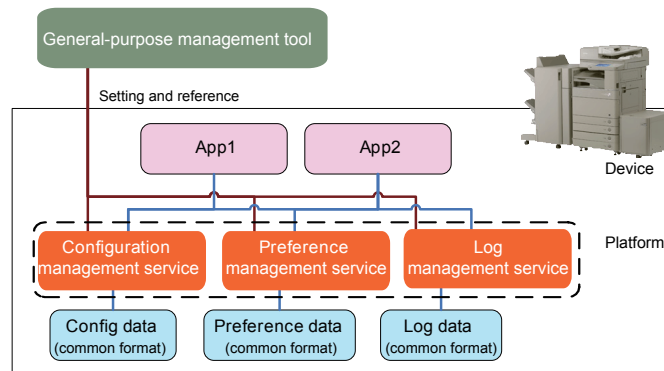 General-purpose management tool
Setting and reference
App1
App2
Device
Configuration
management service
Preference
management service
Log
management service
Platform
Config data
(common format)
Preference data
(common format)
Log data
(common format)